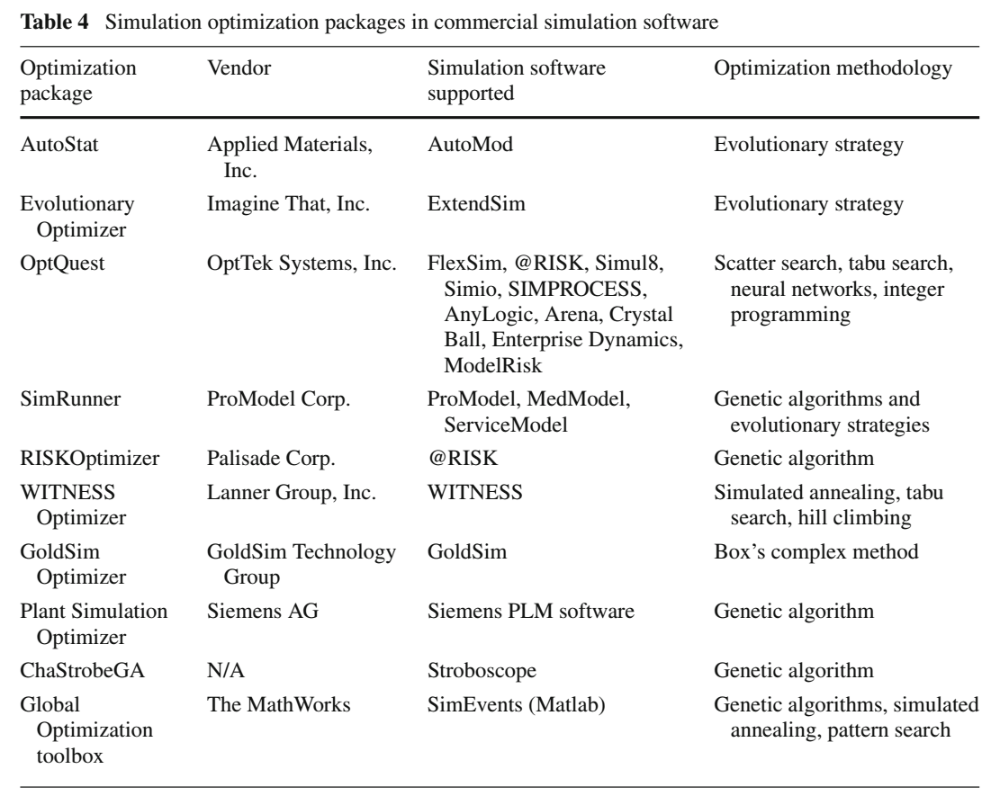 Table 4 Simulation optimization packages in commercial simulation software
Optimization package Vendor Simulation software supported Optimization methodology
AutoStat Applied Materials, Inc. AutoMod Evolutionary strategy
Evolutionary Optimizer Imagine That, Inc. ExtendSim Evolutionary strategy
OptQuest OptTek Systems, Inc. FlexSim, @RISK, Simul8, Simio, SIMPROCESS, AnyLogic, Arena, Crystal Ball, Enterprise Dynamics, ModelRisk Scatter search, tabu search, neural networks, integer programming
SimRunner ProModel Corp. ProModel, MedModel, ServiceModel Genetic algorithms and evolutionary strategies
RISKOptimizer Palisade Corp. @RISK Genetic algorithm
WITNESS Optimizer Lanner Group, Inc. WITNESS Simulated annealing, tabu search, hill climbing
GoldSim Optimizer GoldSim Technology Group GoldSim Box's complex method
Plant Simulation Optimizer Siemens AG Siemens PLM software Genetic algorithm
ChaStrobeGA N/A Stroboscope Genetic algorithm
Global Optimization toolbox The MathWorks SimEvents (Matlab) Genetic algorithms, simulated annealing, pattern search